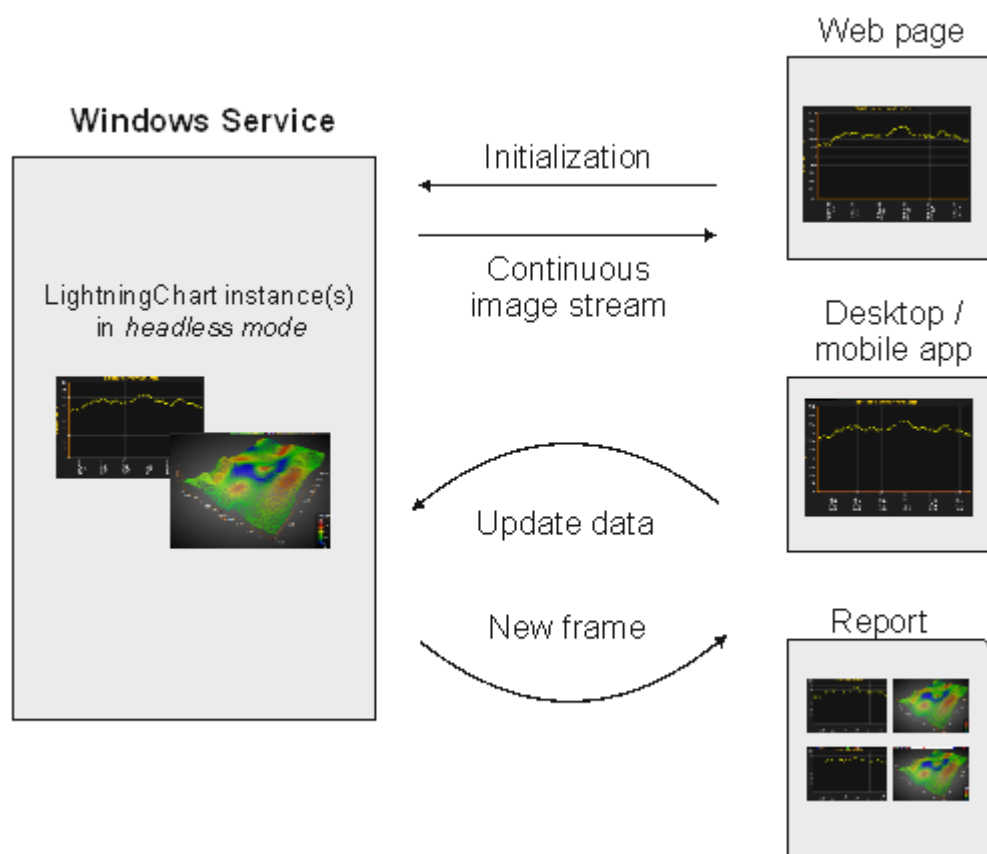 Web page
Windows Service
Initialization
LightningChart instance(s)
in headless mode
Continuous
image stream
Desktop /
mobile app
Update data
New frame
Report